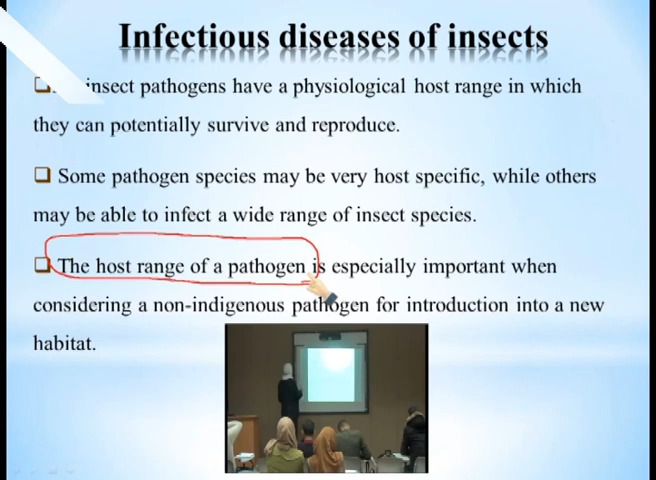 Infectious diseases of insects
insect pathogens have a physiological host range in which
they can potentially survive and reproduce.
Some pathogen species may be very host specific, while others
may be able to infect a wide range of insect species.
The host range of a pathogen is especially important when
considering a non-indigenous pathogen for introduction into a new
habitat.